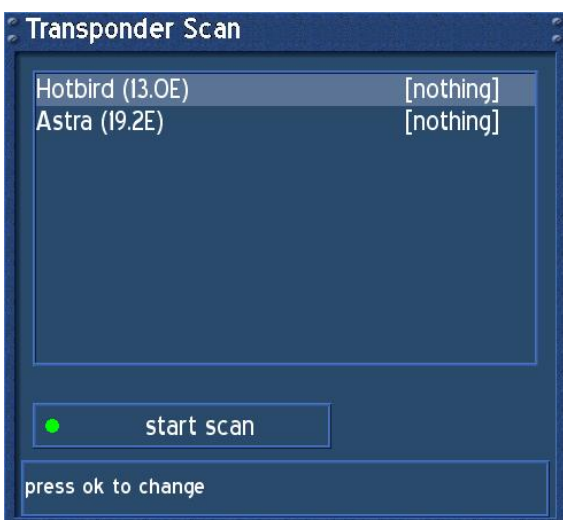 Transponder Scan
Hotbird (13.0E) [nothing]
Astra (19.2E) [nothing]
start scan
press ok to change